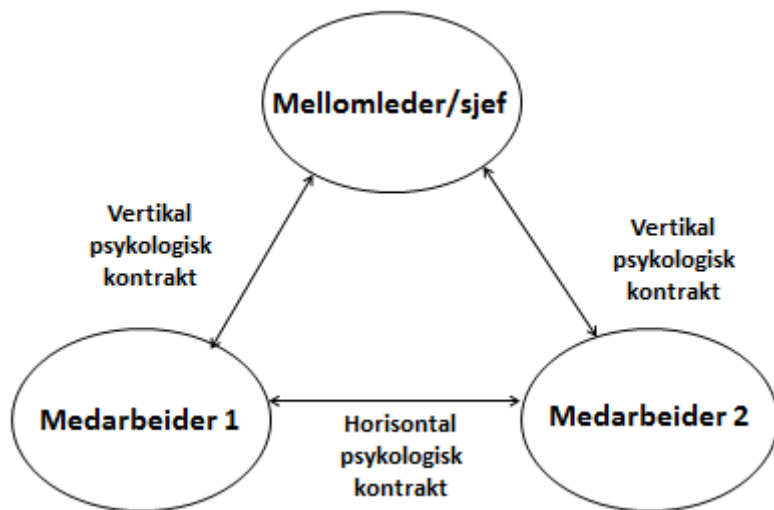 Mellomleder/sjef
Vertikal
psykologisk
kontrakt
Vertikal
psykologisk
kontrakt
Medarbeider 1
Medarbeider 2
Horisontal
psykologisk
kontrakt